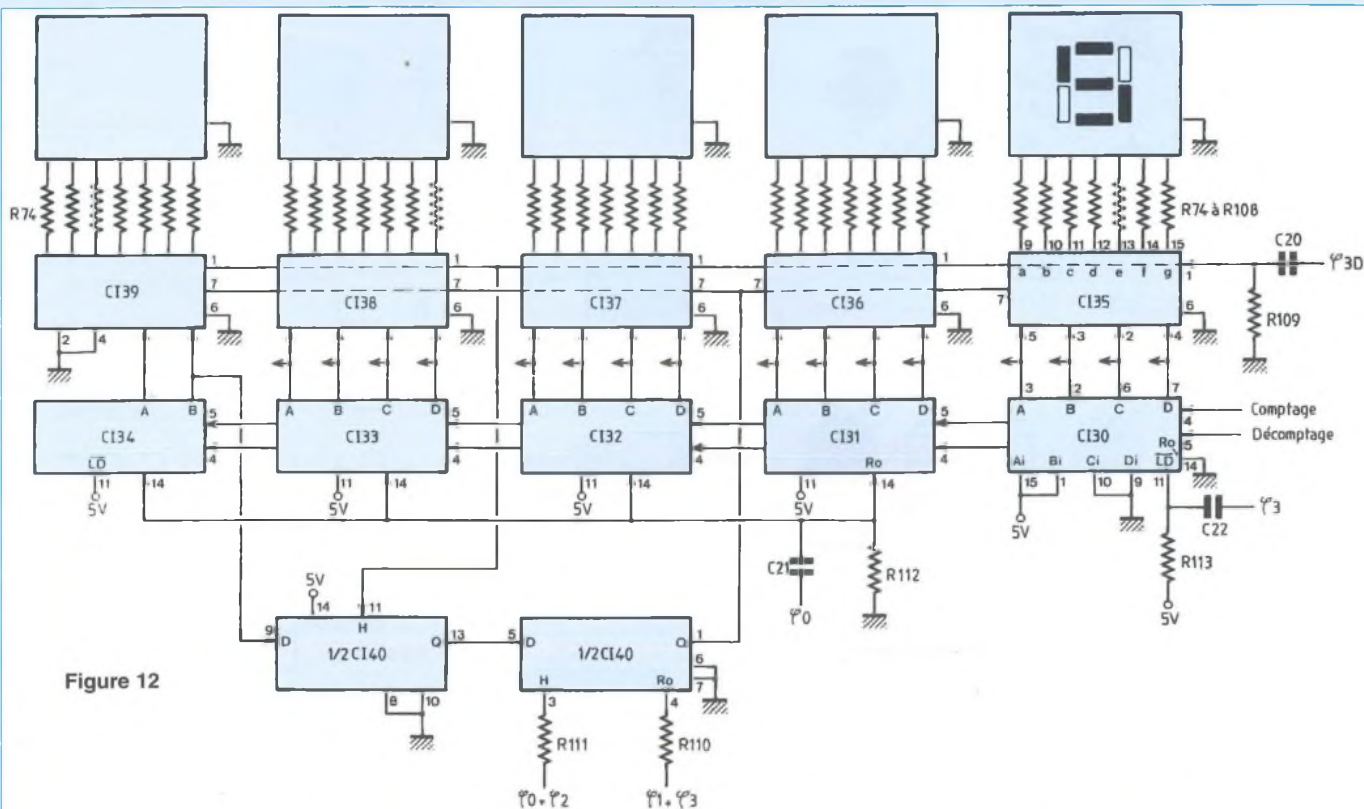 R74
R74 à R108
9 10 11 12 13 14 15
C20
φ3D
1 1 1 1
a b c d e f g 1
CI39
CI38
CI37
CI36
CI35
7 7 7 7 7
6 6 6 6 6
R109
2 4
5 3 2 4
3 2 6 7
A B
A B C D
A B C D
A B C D
A B C D
5 5 5
4 4 4
CI34
CI33
CI32
CI31
CI30
4 Comptage
5 Décomptage
Ro
LD
Ro
Ai Bi Ci Di LD 14
11 14
11 14
11 14
11 14
15 1 10 9 11
5V
5V
5V
5V
5V
C22
φ3
C21
R112
R113
φ0
5V
5V
14 11
H
9 D
1/2CI40
Q 13
5 D
1/2CI40
Q 1
6
7
H
Ro
8 10
3 4
Figure 12
R111
R110
φ0+φ2
φ1+φ3